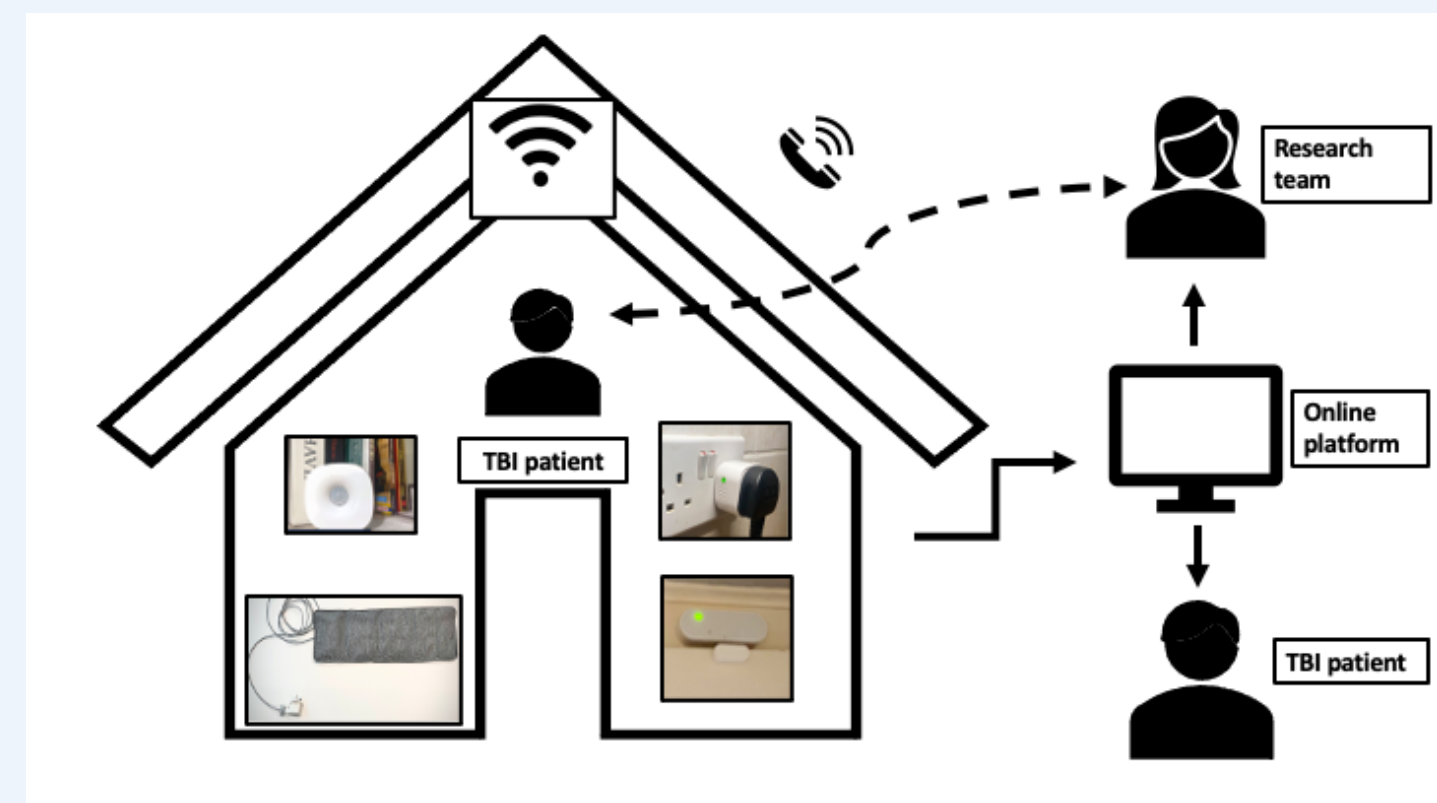 Research
team
TBI patient
Online
platform
TBI patient